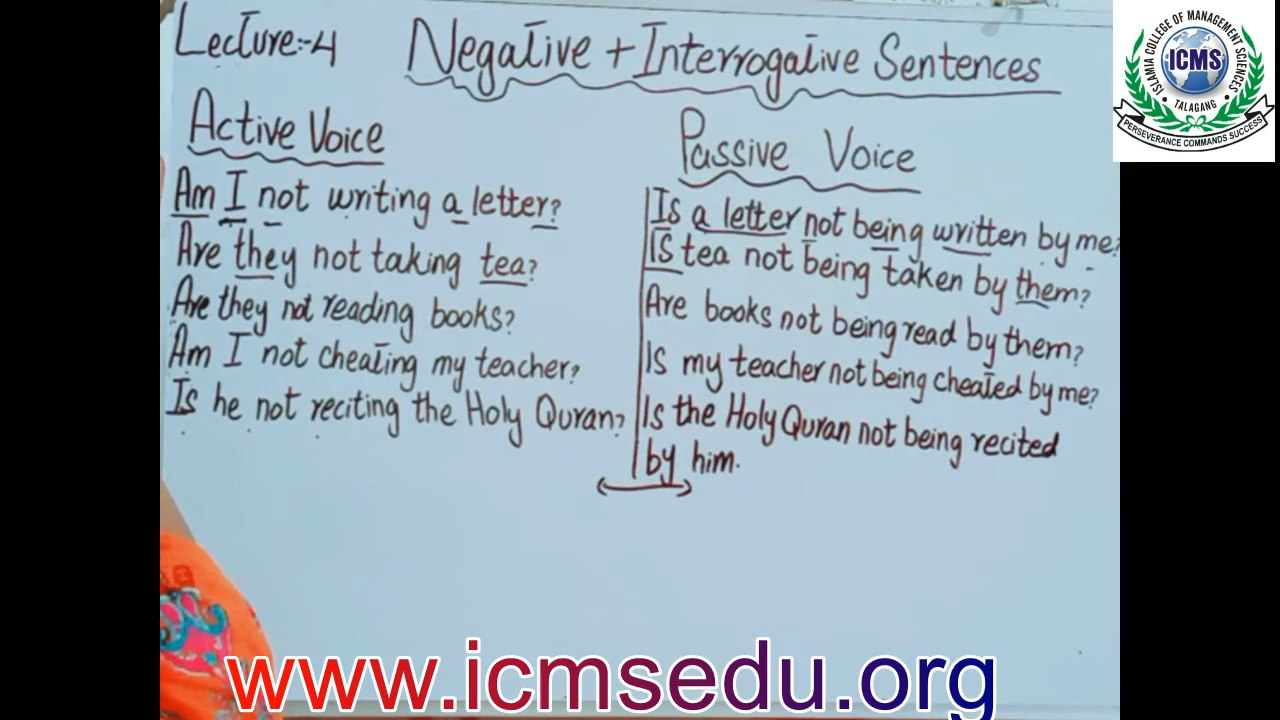 Lecture:-4
Negative + Interrogative Sentences
Active Voice
Am I not writing a letter?
Are they not taking tea?
Are they not reading books?
Am I not cheating my teacher?
Is he not reciting the Holy Quran?
Passive Voice
Is a letter not being written by me?
Is tea not being taken by them?
Are books not being read by them?
Is my teacher not being cheated by me?
Is the Holy Quran not being recited
by him.
ISLAMIA COLLEGE OF MANAGEMENT SCIENCES
ICMS
TALAGANG
PERSEVERANCE COMMANDS SUCCESS
www.icmsedu.org